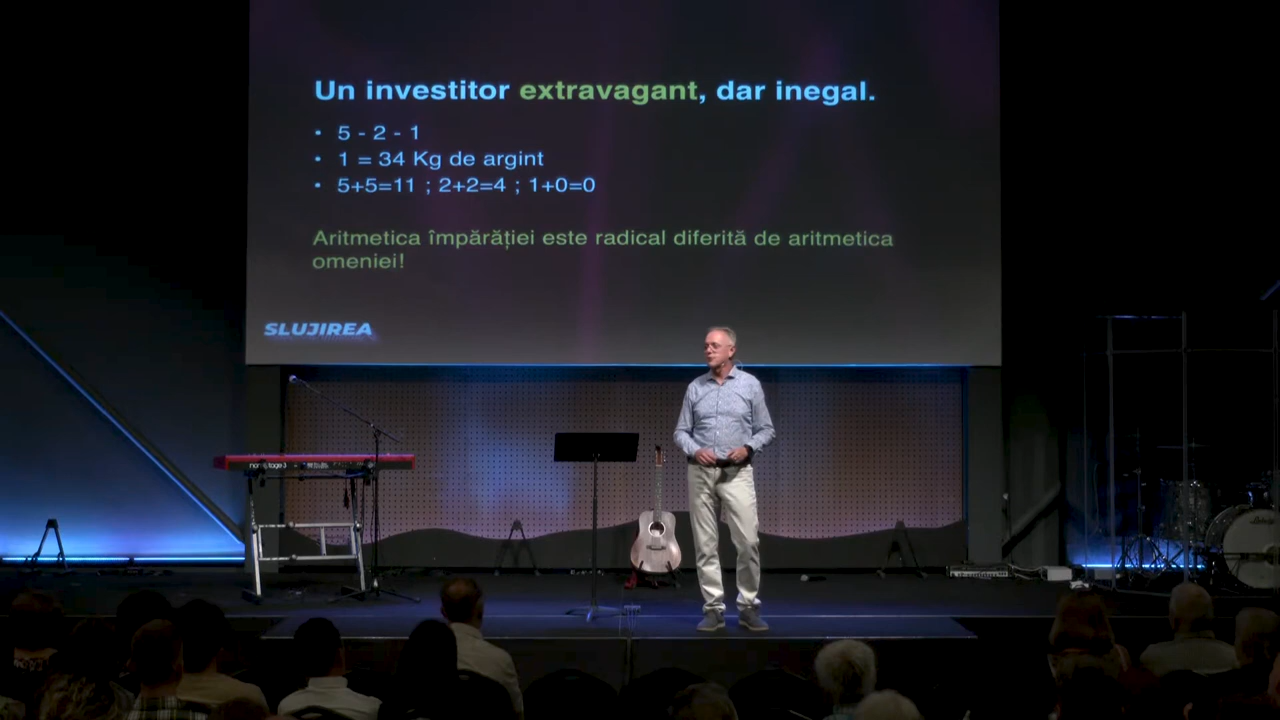 Un investitor extravagant, dar inegal.
• 5 - 2 - 1
• 1 = 34 Kg de argint
• 5+5=11 ; 2+2=4 ; 1+0=0
Aritmetica împărăției este radical diferită de aritmetica
omeniei!
SLUJIREA